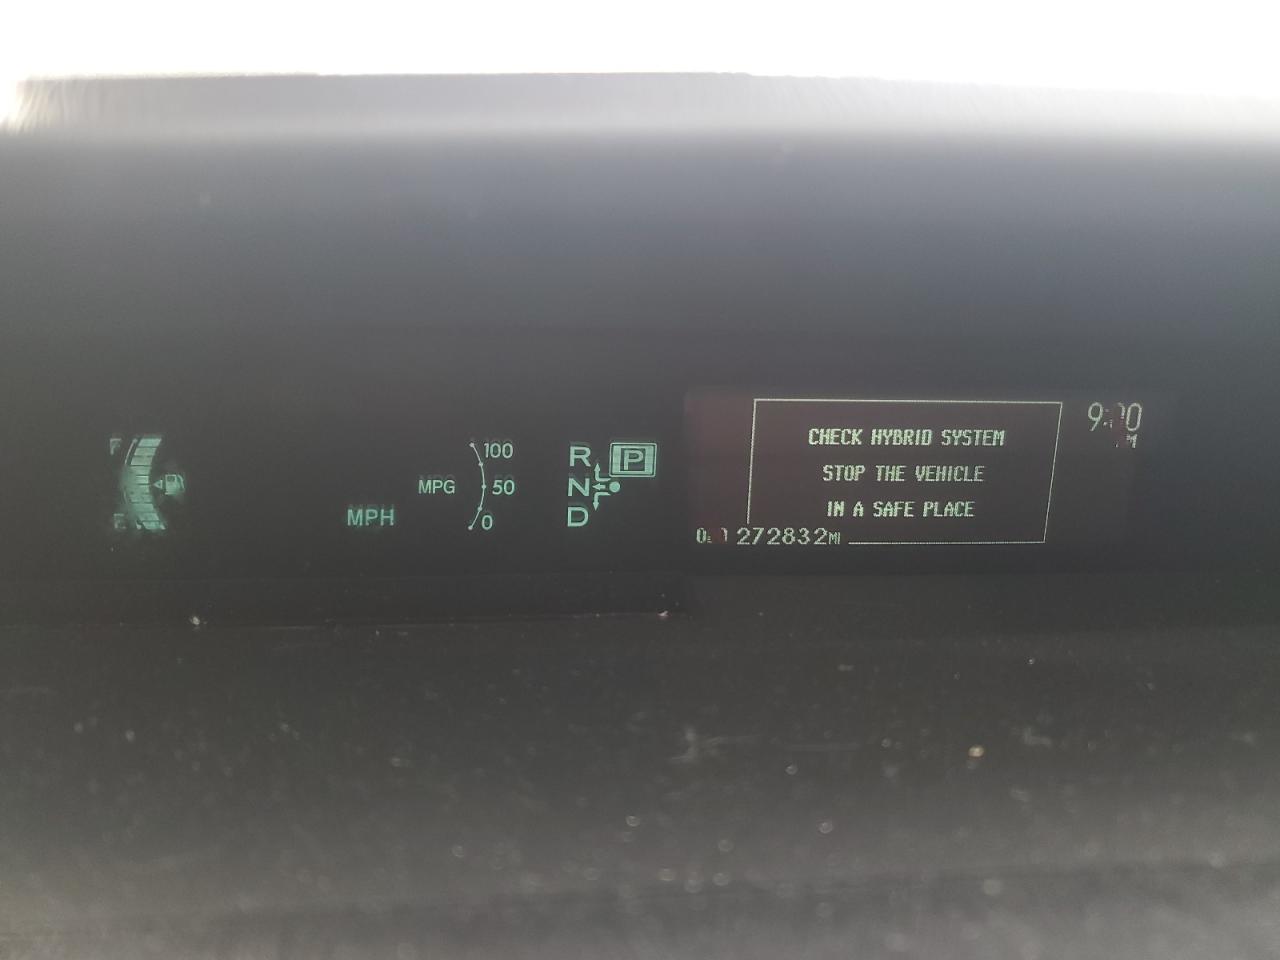 F
E
MPH
MPG
100
50
0
R
N
D
P
CHECK HYBRID SYSTEM
STOP THE VEHICLE
IN A SAFE PLACE
272832MI